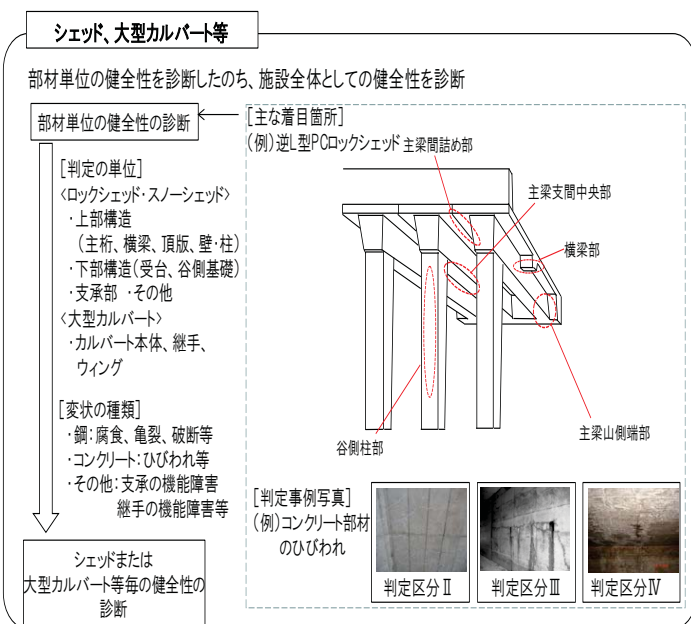 シェッド、大型カルバート等
部材単位の健全性を診断したのち、施設全体としての健全性を診断
部材単位の健全性の診断
[判定の単位]
〈ロックシェッド・スノーシェッド〉
・上部構造
（主桁、横梁、頂版、壁・柱）
・下部構造（受台、谷側基礎）
・支承部 ・その他
〈大型カルバート〉
・カルバート本体、継手、
ウィング
[変状の種類]
・鋼：腐食、亀裂、破断等
・コンクリート：ひびわれ等
・その他：支承の機能障害
継手の機能障害等
シェッドまたは
大型カルバート等毎の健全性の
診断
[主な着目箇所]
（例）逆L型PCロックシェッド
主梁間詰め部
主梁支間中央部
横梁部
主梁山側端部
谷側柱部
[判定事例写真]
（例）コンクリート部材
のひびわれ
判定区分Ⅱ
判定区分Ⅲ
判定区分Ⅳ